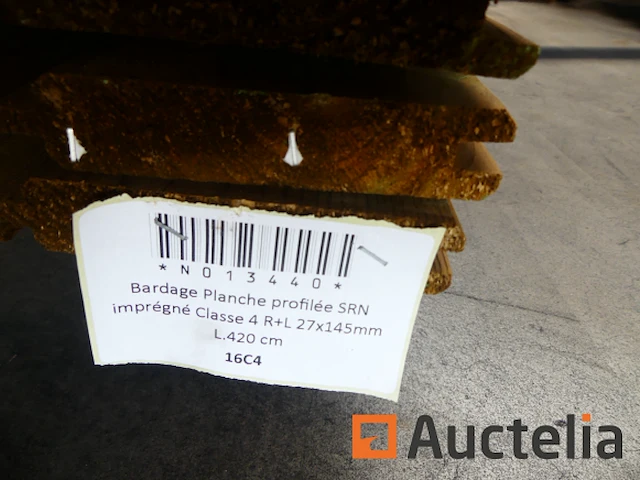 *N013440*
Bardage Planche profilée SRN
imprégné Classe 4 R+L 27x145mm
L.420 cm
16C4
Auctelia